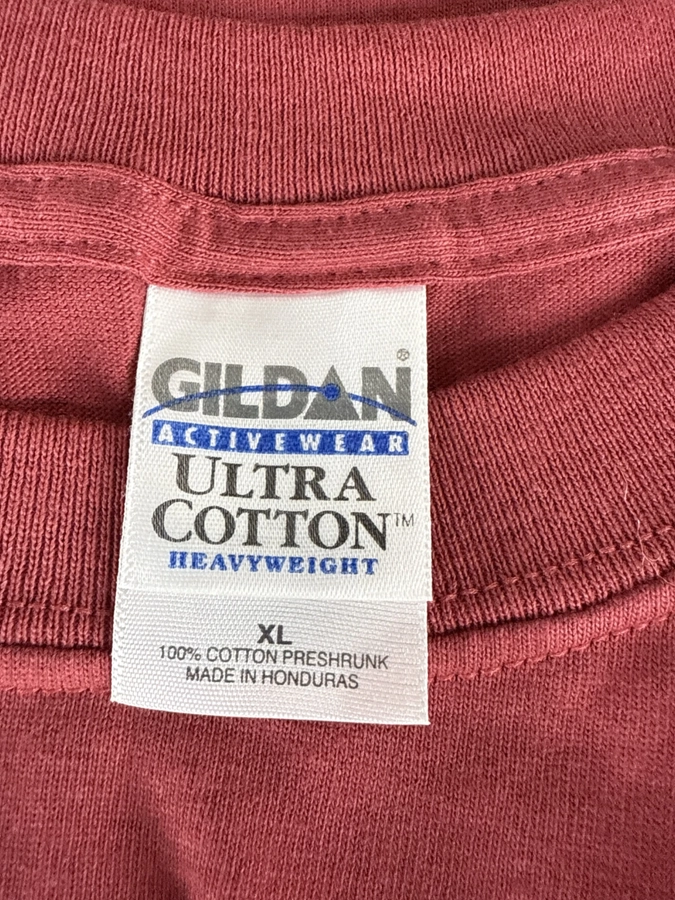 GILDAN®
ACTIVEWEAR
ULTRA
COTTON™
HEAVYWEIGHT
XL
100% COTTON PRESHRUNK
MADE IN HONDURAS